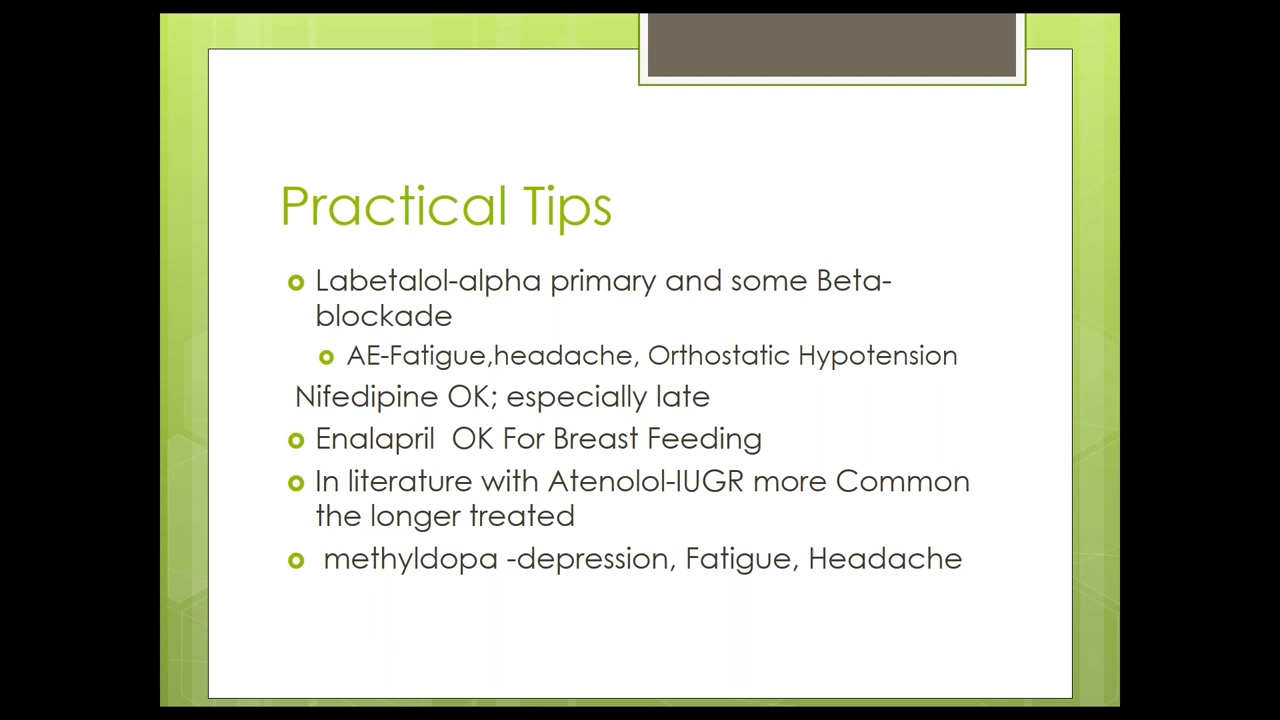 Practical Tips
Labetalol-alpha primary and some Beta-
blockade
AE-Fatigue,headache, Orthostatic Hypotension
Nifedipine OK; especially late
Enalapril  OK For Breast Feeding
In literature with Atenolol-IUGR more Common
the longer treated
methyldopa -depression, Fatigue, Headache